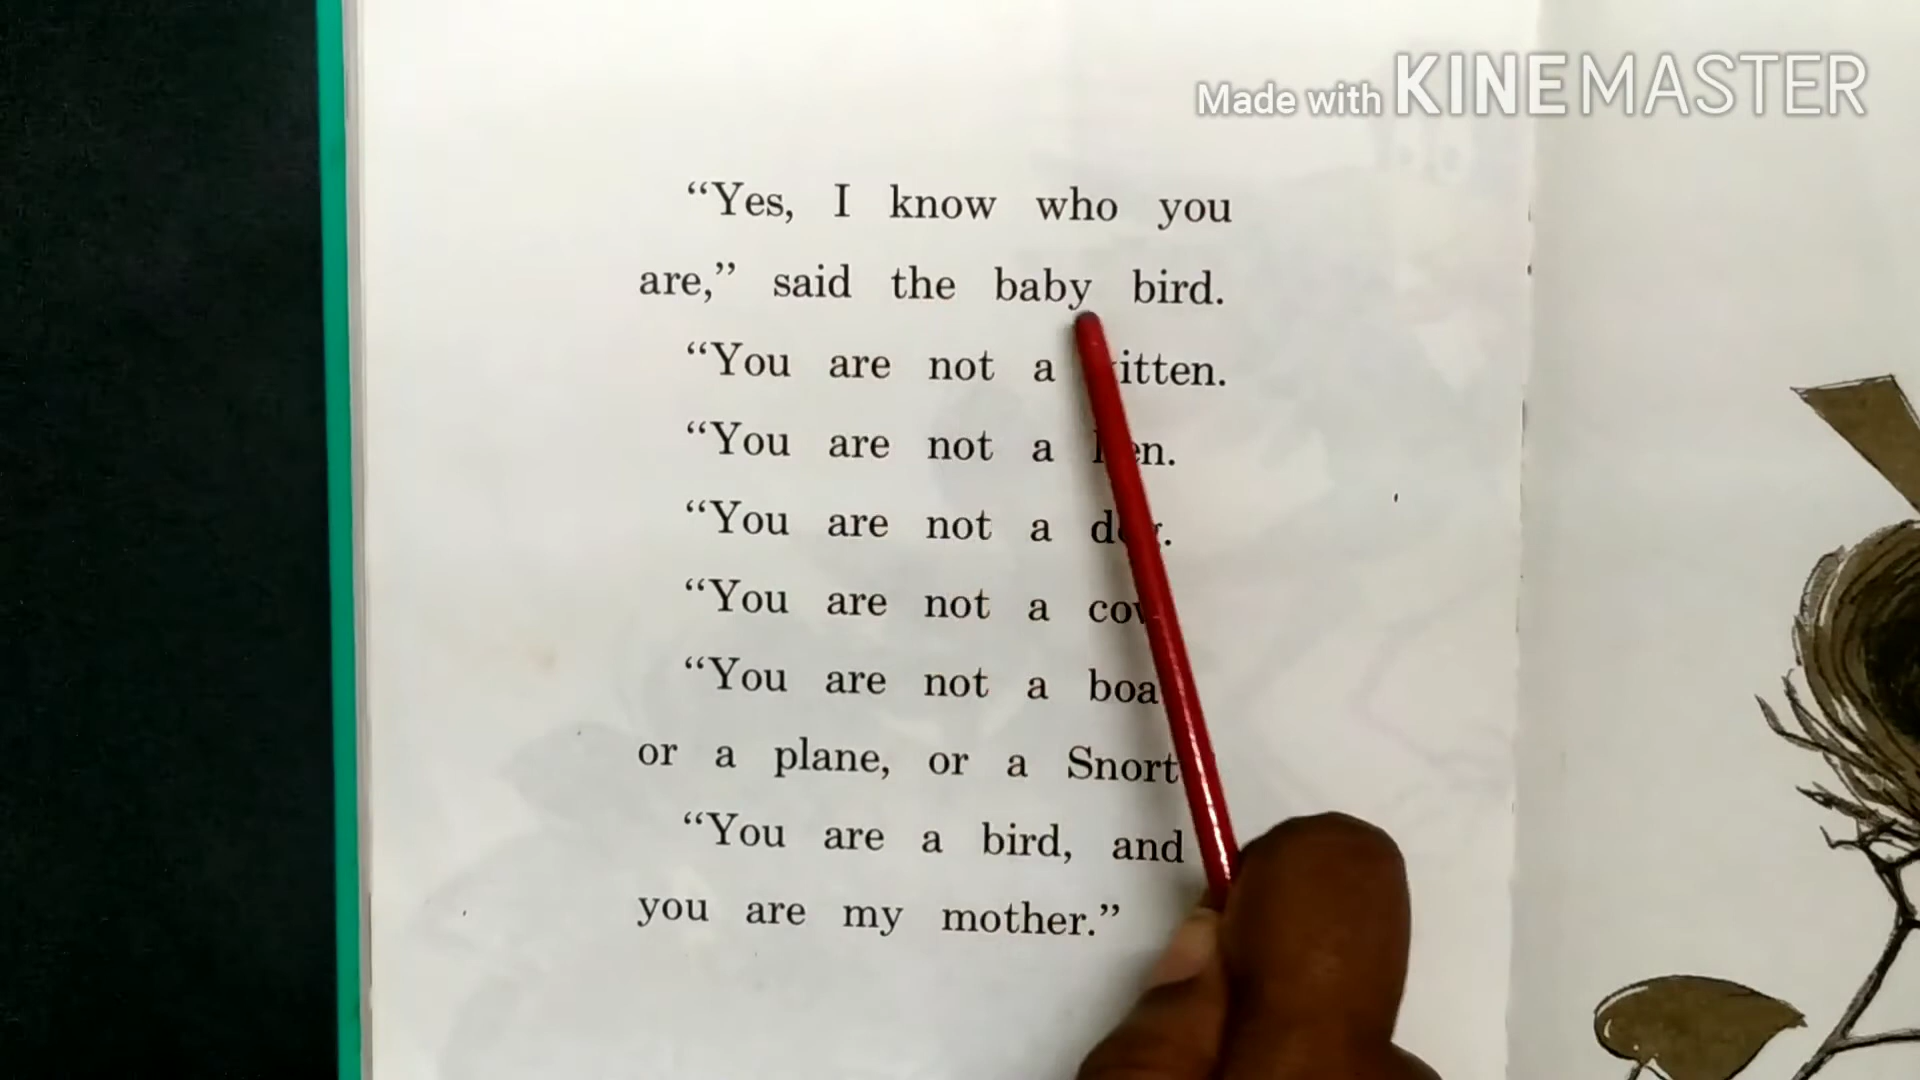 Made with KINEMASTER
“Yes, I know who you
are,” said the baby bird.
“You are not a
“You are not a
“You are not a
“You are not a
“You are not a
or a plane, or a Snort
“You are a bird, and
you are my mother.”